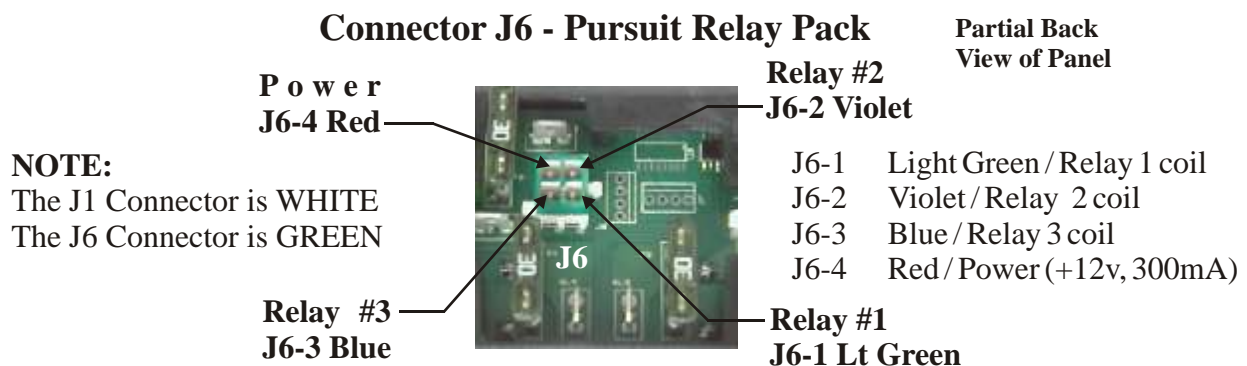 Connector J6 - Pursuit Relay Pack
Partial Back
View of Panel
Power
J6-4 Red
Relay #2
J6-2 Violet
NOTE:
The J1 Connector is WHITE
The J6 Connector is GREEN
J6-1 Light Green / Relay 1 coil
J6-2 Violet / Relay 2 coil
J6-3 Blue / Relay 3 coil
J6-4 Red / Power (+12v, 300mA)
30
J6
30
30
Relay #3
J6-3 Blue
Relay #1
J6-1 Lt Green